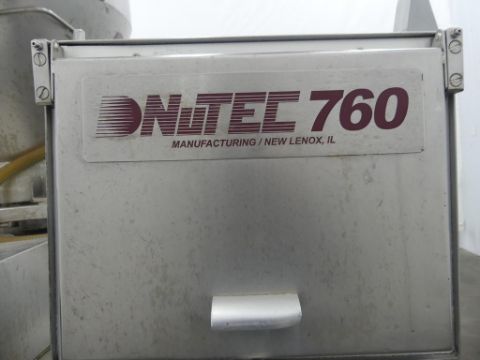 NUTEC 760
MANUFACTURING / NEW LENOX, IL